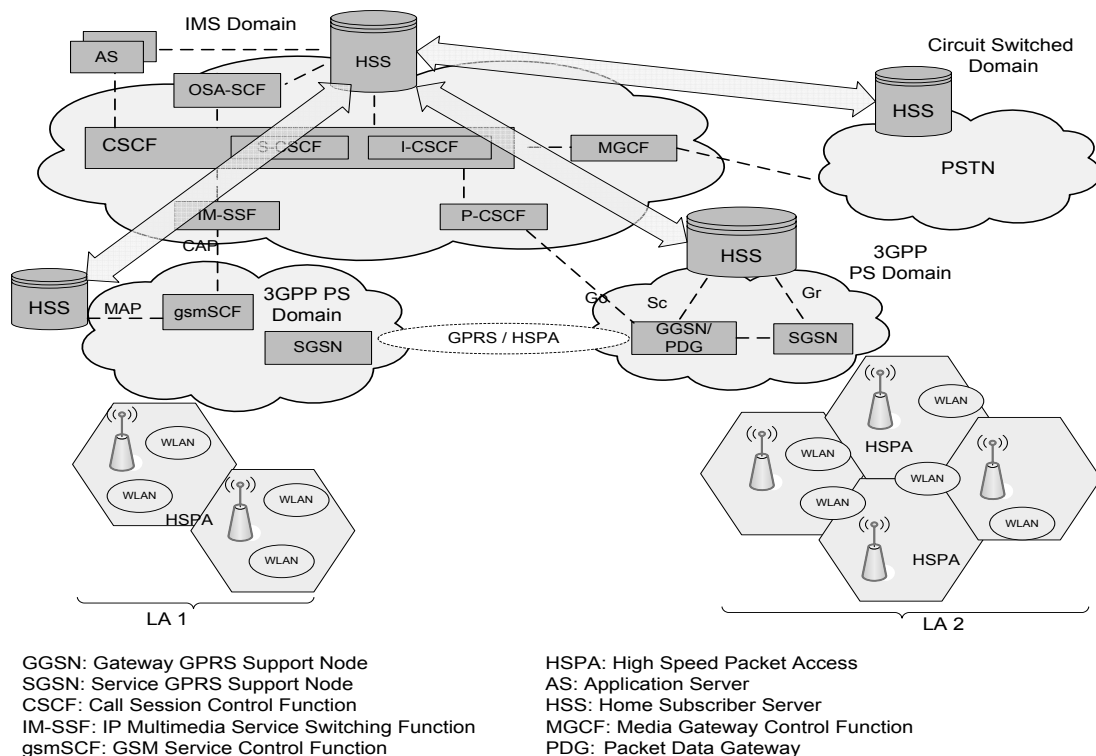 IMS Domain
AS
HSS
OSA-SCF
CSCF
S-CSCF
I-CSCF
MGCF
IM-SSF
P-CSCF
CAP
Circuit Switched
Domain
HSS
PSTN
HSS
3GPP
PS Domain
HSS
MAP
gsmSCF
3GPP PS
Domain
SGSN
GPRS / HSPA
Go
Sc
Gr
GGSN/
PDG
SGSN
WLAN
WLAN
HSPA
WLAN
WLAN
LA 1
WLAN
HSPA
WLAN
WLAN
WLAN
WLAN
HSPA
LA 2
GGSN: Gateway GPRS Support Node
SGSN: Service GPRS Support Node
CSCF: Call Session Control Function
IM-SSF: IP Multimedia Service Switching Function
gsmSCF: GSM Service Control Function
HSPA: High Speed Packet Access
AS: Application Server
HSS: Home Subscriber Server
MGCF: Media Gateway Control Function
PDG: Packet Data Gateway